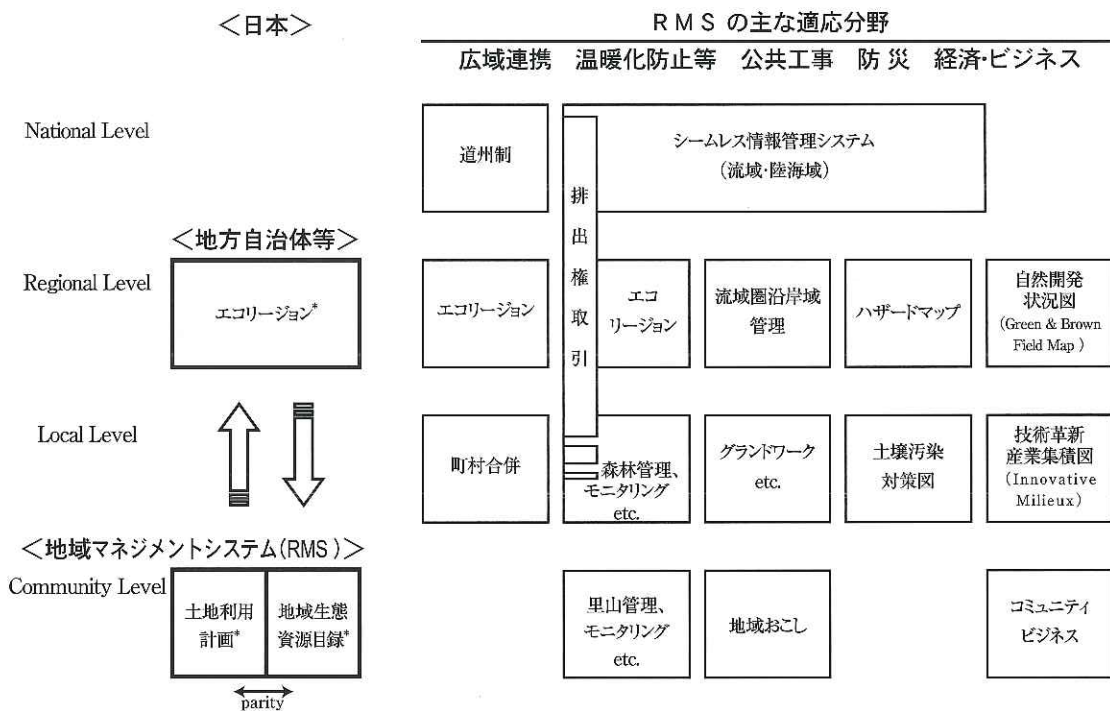 ＜日本＞
RMS の主な適応分野
広域連携 温暖化防止等 公共工事 防災 経済・ビジネス
National Level
道州制
シームレス情報管理システム
(流域・陸海域)
排出権取引
＜地方自治体等＞
Regional Level
エコリージョン*
エコリージョン
エコ
リージョン
流域圏沿岸域
管理
ハザードマップ
自然開発
状況図
(Green & Brown
Field Map )
Local Level
町村合併
森林管理、
モニタリング
etc.
グランドワーク
etc.
土壌汚染
対策図
技術革新
産業集積図
(Innovative
Milieux)
＜地域マネジメントシステム(RMS)＞
Community Level
土地利用
計画*
地域生態
資源目録*
parity
里山管理、
モニタリング
etc.
地域おこし
コミュニティ
ビジネス